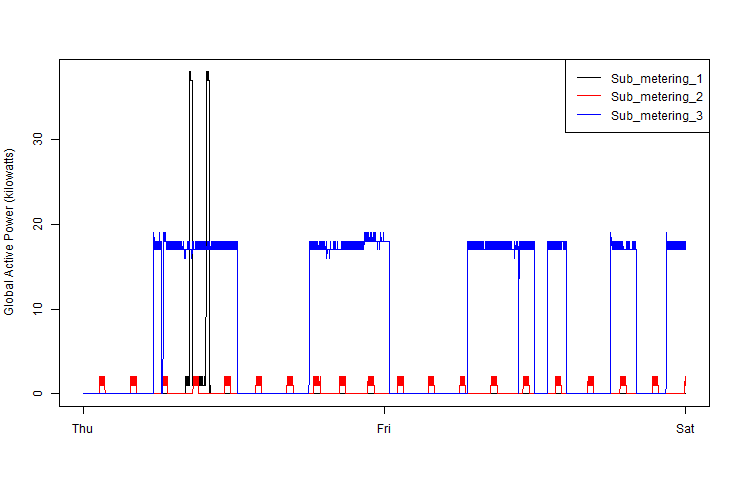 Sub_metering_1
Sub_metering_2
Sub_metering_3
Global Active Power (kilowatts)
30
20
10
0
Thu Fri Sat